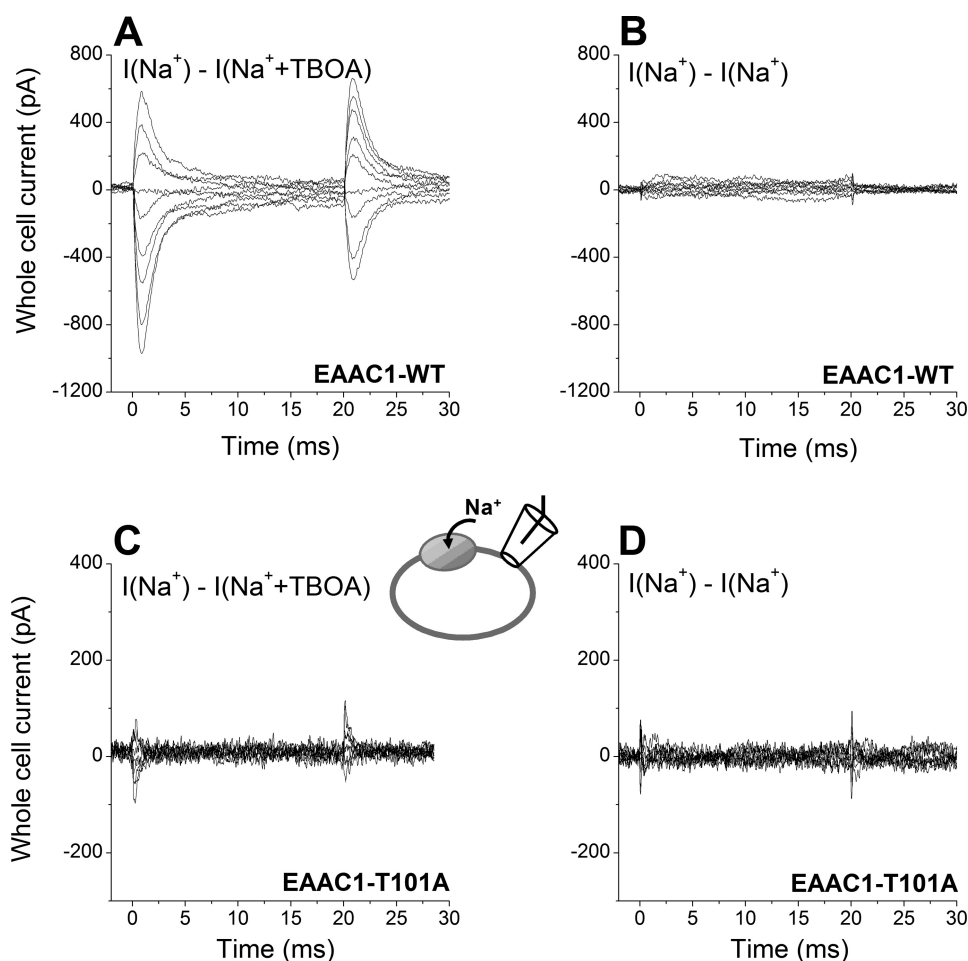 A
I(Na⁺) - I(Na⁺+TBOA)
Whole cell current (pA)
800
400
0
-400
-800
-1200
EAAC1-WT
0 5 10 15 20 25 30
Time (ms)
B
I(Na⁺) - I(Na⁺)
800
400
0
-400
-800
-1200
EAAC1-WT
0 5 10 15 20 25 30
Time (ms)
C
I(Na⁺) - I(Na⁺+TBOA)
Whole cell current (pA)
400
200
0
-200
EAAC1-T101A
0 5 10 15 20 25 30
Time (ms)
Na⁺
D
I(Na⁺) - I(Na⁺)
400
200
0
-200
EAAC1-T101A
0 5 10 15 20 25 30
Time (ms)